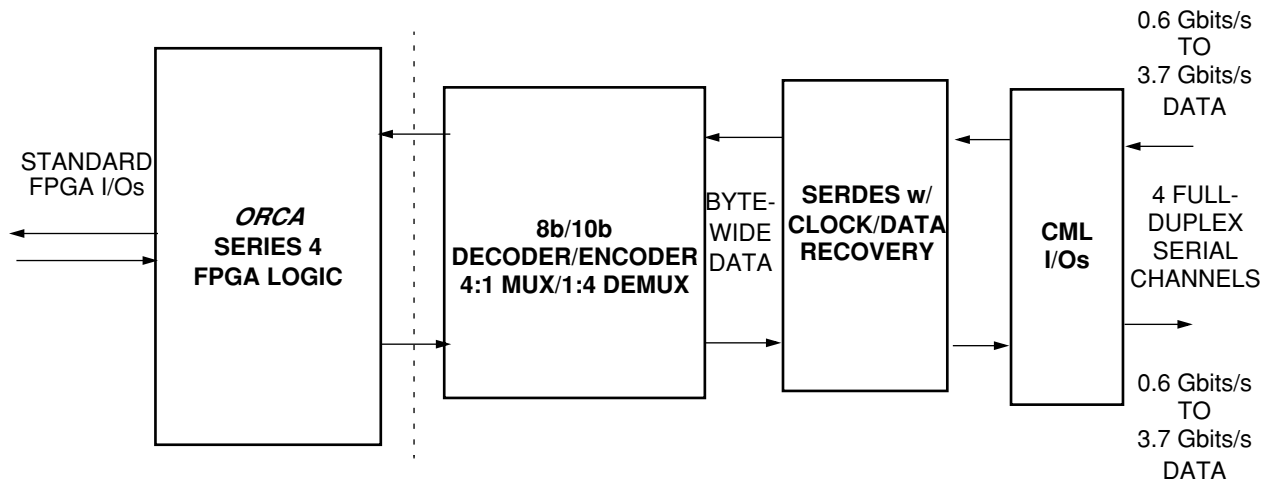 STANDARD
FPGA I/Os
ORCA
SERIES 4
FPGA LOGIC
8b/10b
DECODER/ENCODER
4:1 MUX/1:4 DEMUX
BYTE-
WIDE
DATA
SERDES w/
CLOCK/DATA
RECOVERY
CML
I/Os
0.6 Gbits/s
TO
3.7 Gbits/s
DATA
4 FULL-
DUPLEX
SERIAL
CHANNELS
0.6 Gbits/s
TO
3.7 Gbits/s
DATA